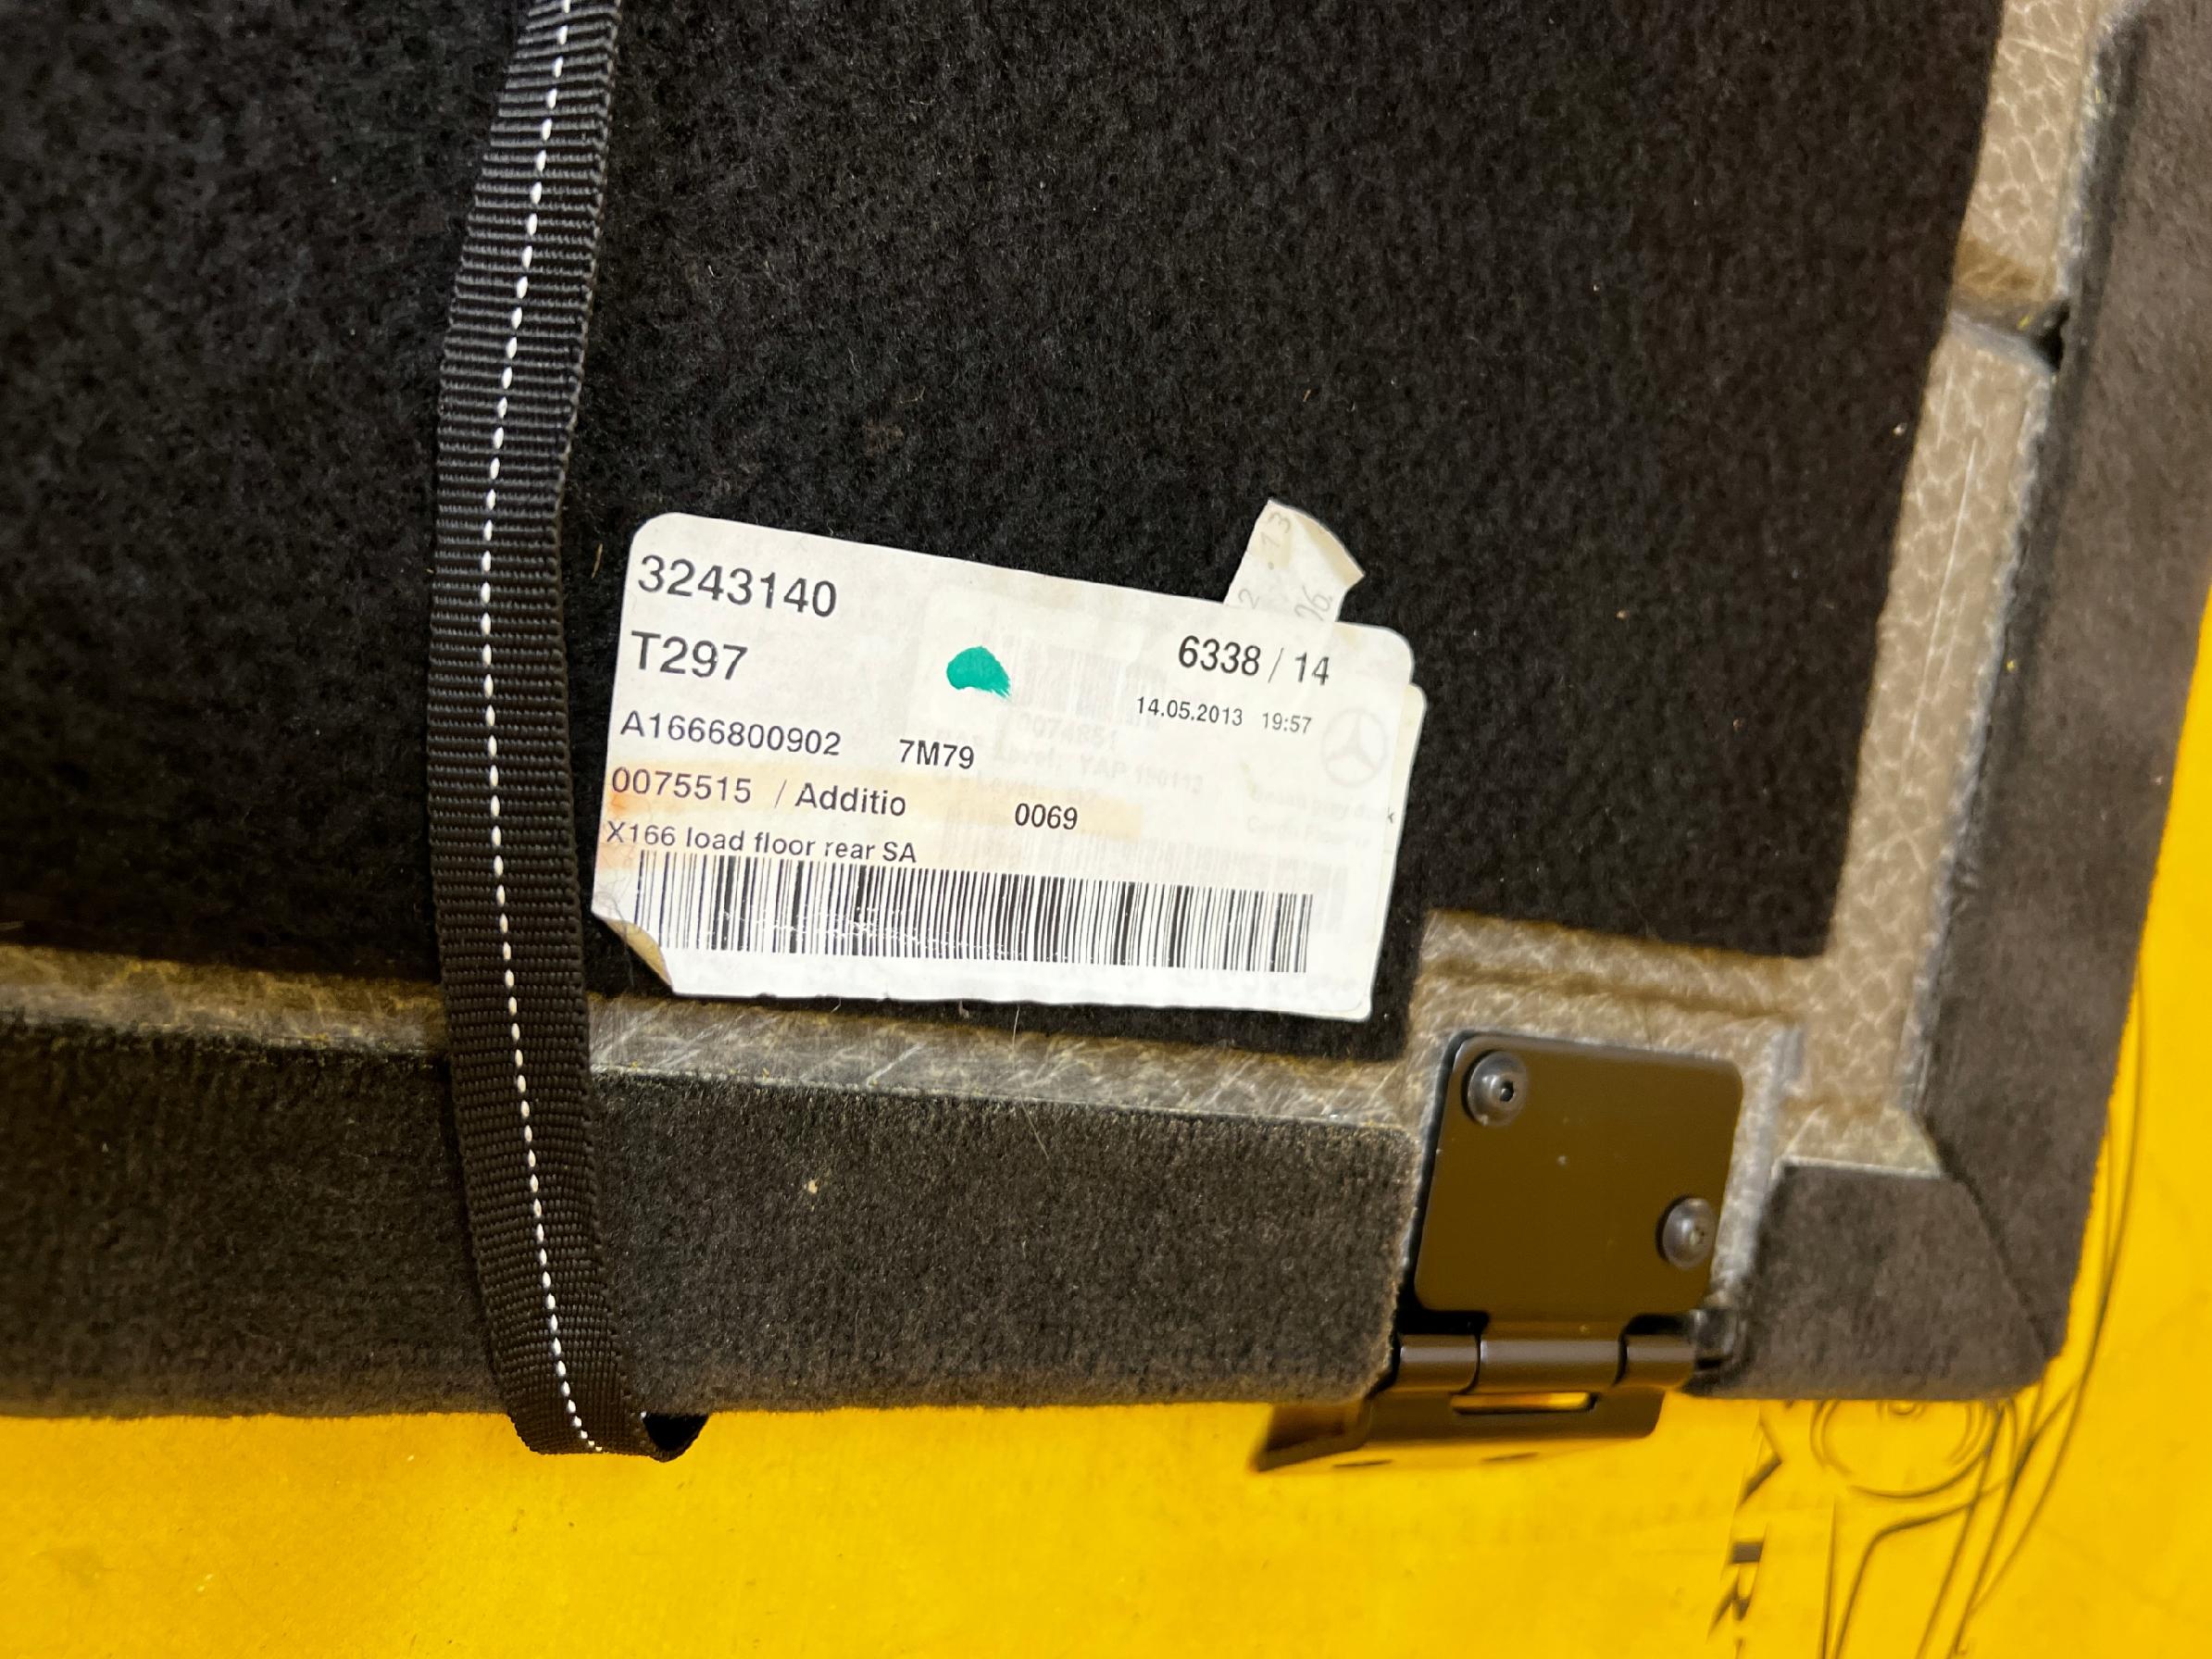 3243140
T297
6338 / 14
14.05.2013 19:57
A1666800902 7M79
0075515 / Additio 0069
X166 load floor rear SA